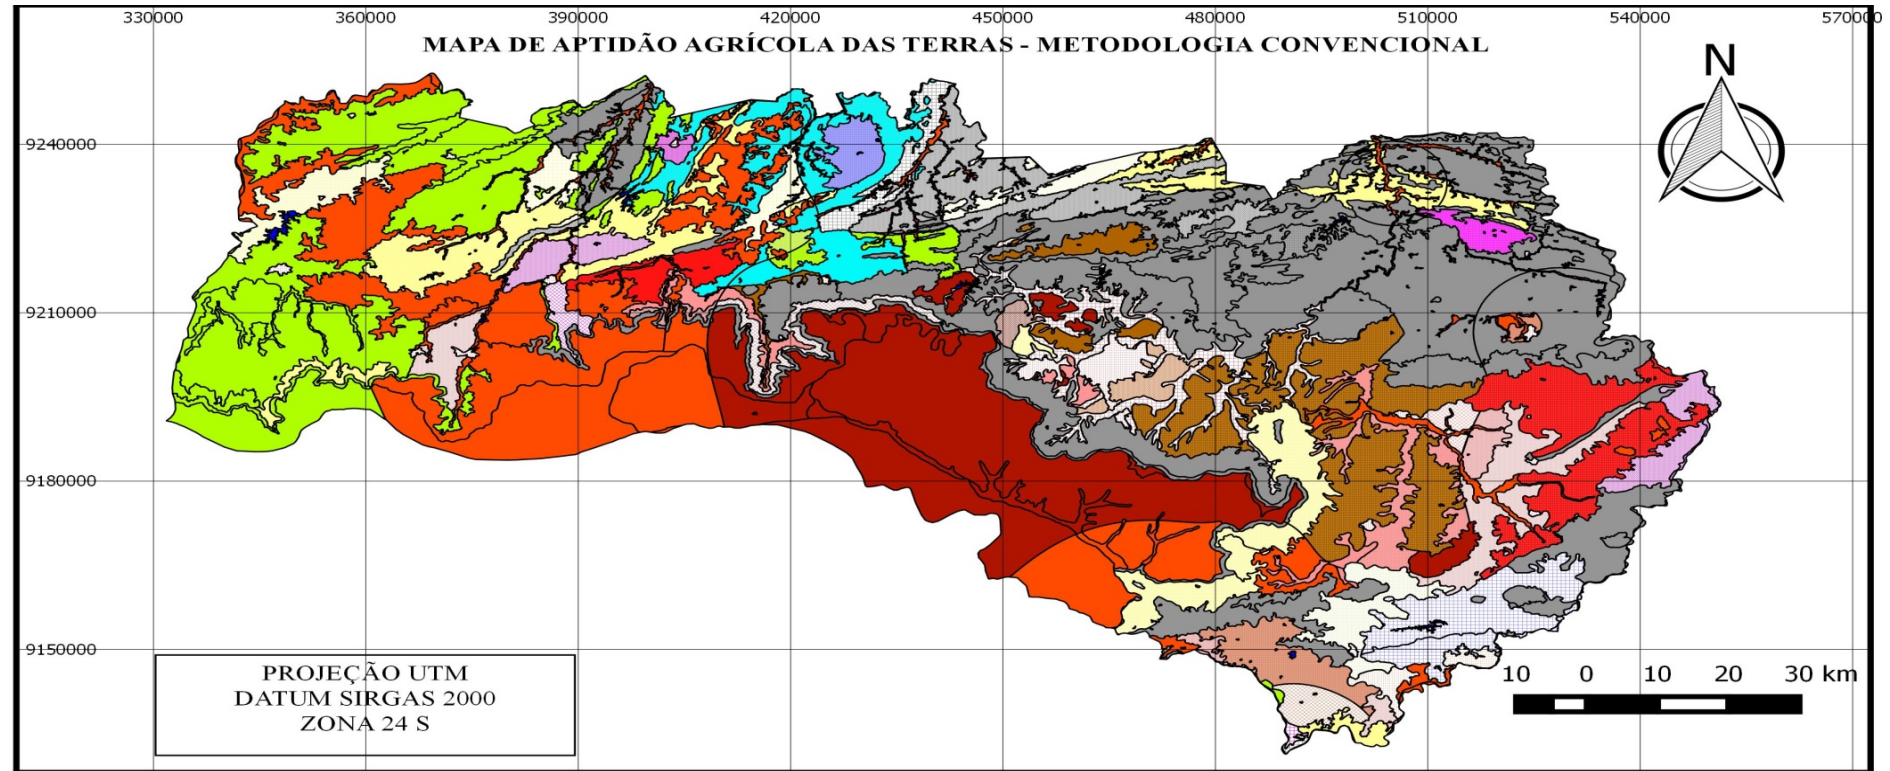 330000 360000 390000 420000 450000 480000 510000 540000 570000
MAPA DE APTIDÃO AGRÍCOLA DAS TERRAS - METODOLOGIA CONVENCIONAL
N
9240000
9210000
9180000
9150000
PROJEÇÃO UTM
DATUM SIRGAS 2000
ZONA 24 S
10 0 10 20 30 km